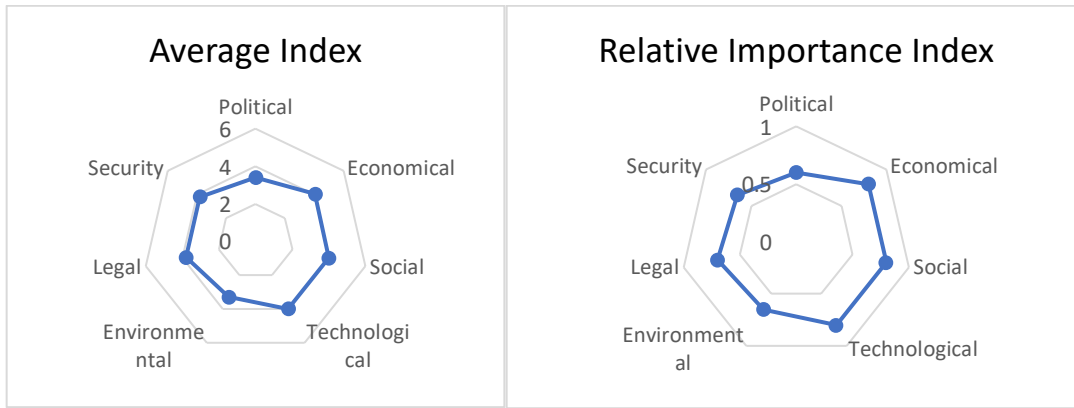 Average Index
Political
6
Economical
4
Security
2
0
Legal
Social
Environme
ntal
Technologi
cal
Relative Importance Index
Political
1
Economical
Security
0.5
0
Legal
Social
Environment
al
Technological